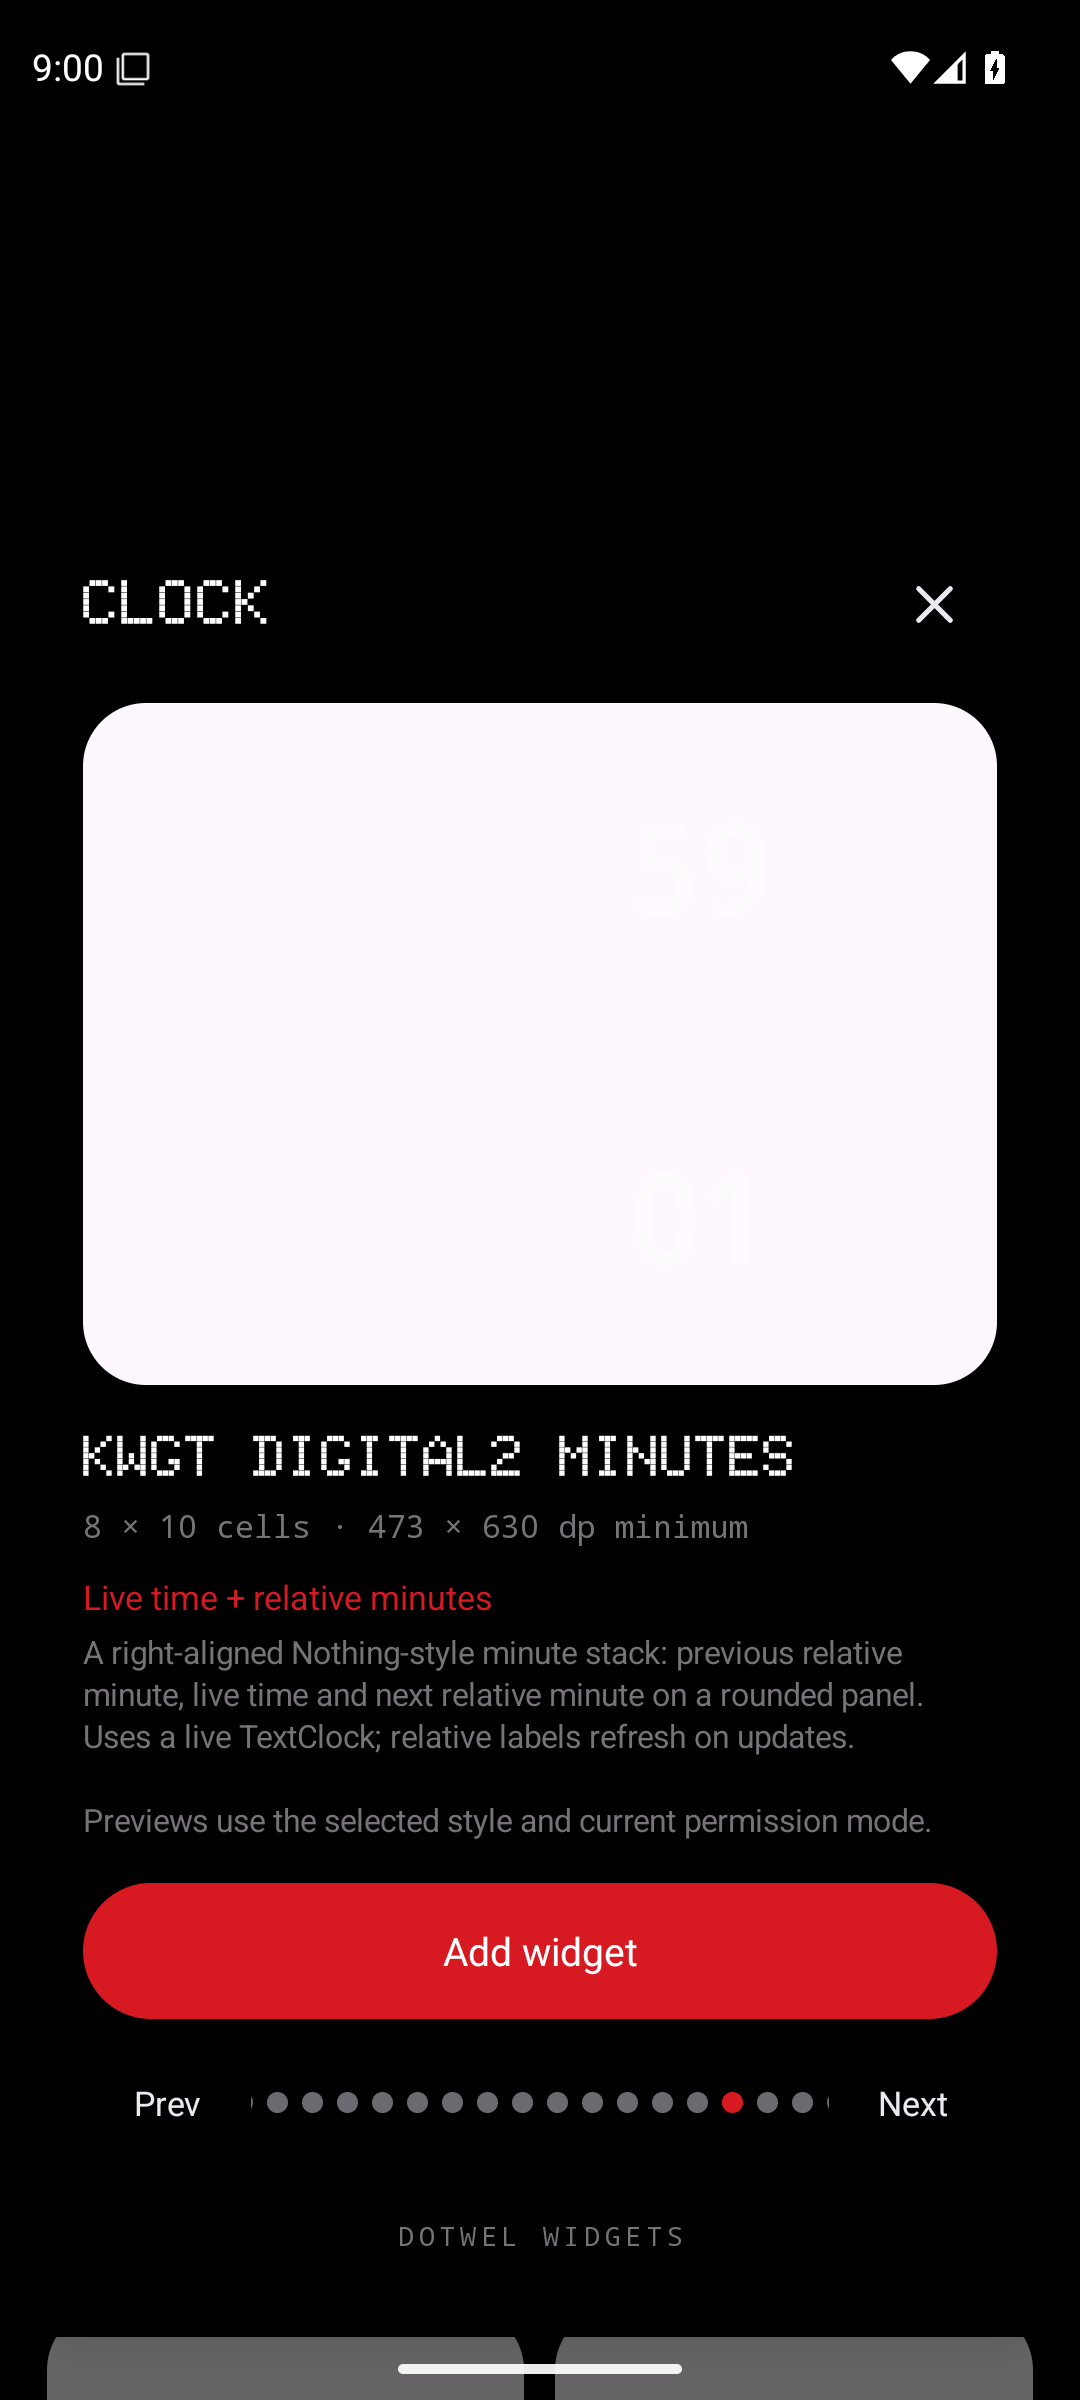 9:00
CLOCK
59
01
KWGT DIGITAL2 MINUTES
8 × 10 cells · 473 × 630 dp minimum
Live time + relative minutes
A right-aligned Nothing-style minute stack: previous relative
minute, live time and next relative minute on a rounded panel.
Uses a live TextClock; relative labels refresh on updates.
Previews use the selected style and current permission mode.
Add widget
Prev
Next
DOTWEL WIDGETS